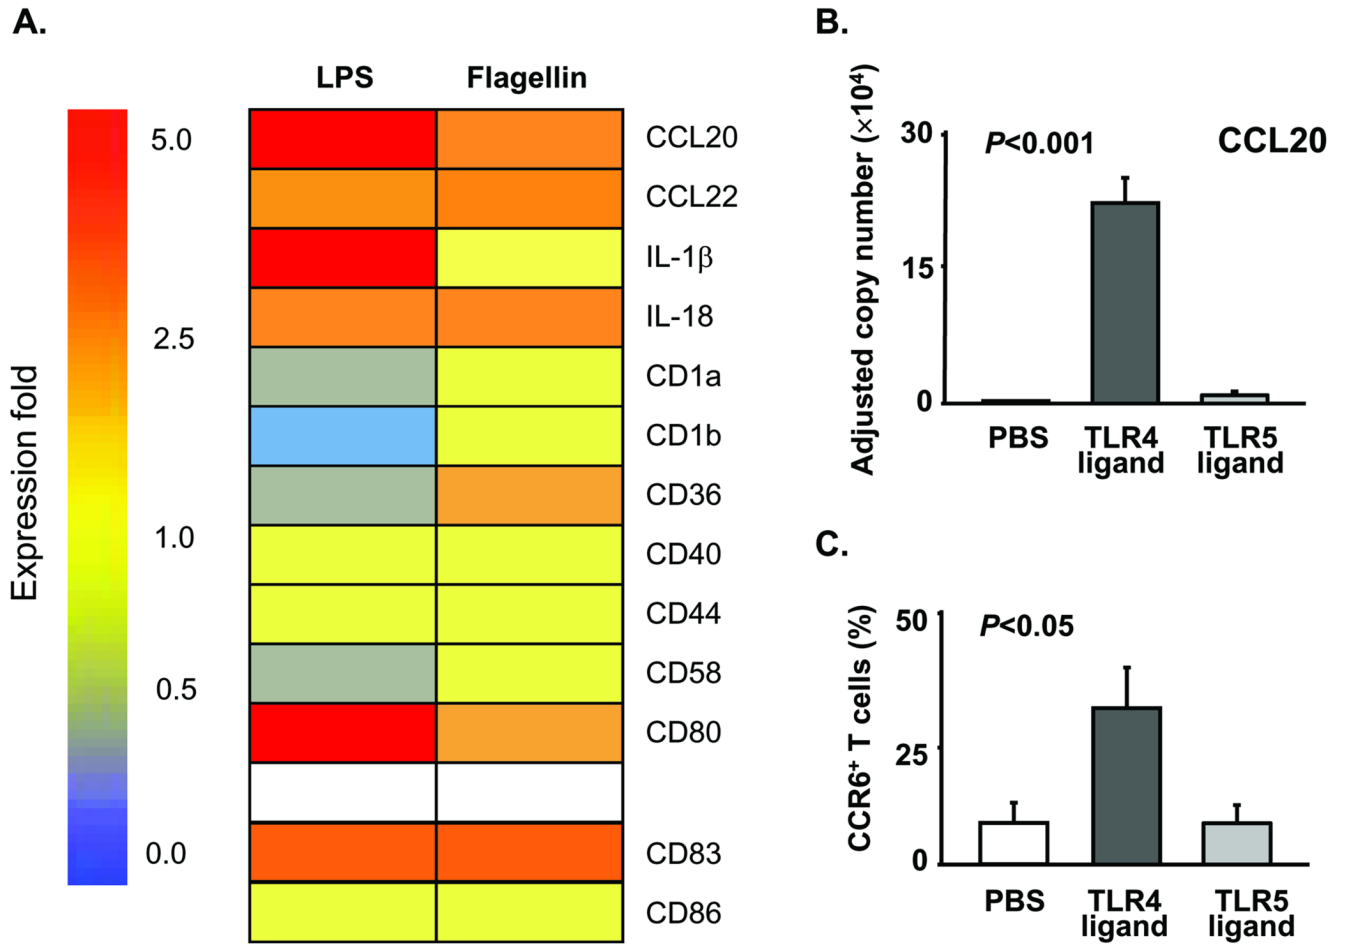 A.
LPS Flagellin
Expression fold
5.0
2.5
1.0
0.5
0.0
CCL20
CCL22
IL-1β
IL-18
CD1a
CD1b
CD36
CD40
CD44
CD58
CD80
CD83
CD86
B.
Adjusted copy number (×10⁴)
P<0.001 CCL20
30
15
0
PBS TLR4 TLR5
ligand ligand
C.
CCR6⁺ T cells (%)
P<0.05
50
25
0
PBS TLR4 TLR5
ligand ligand